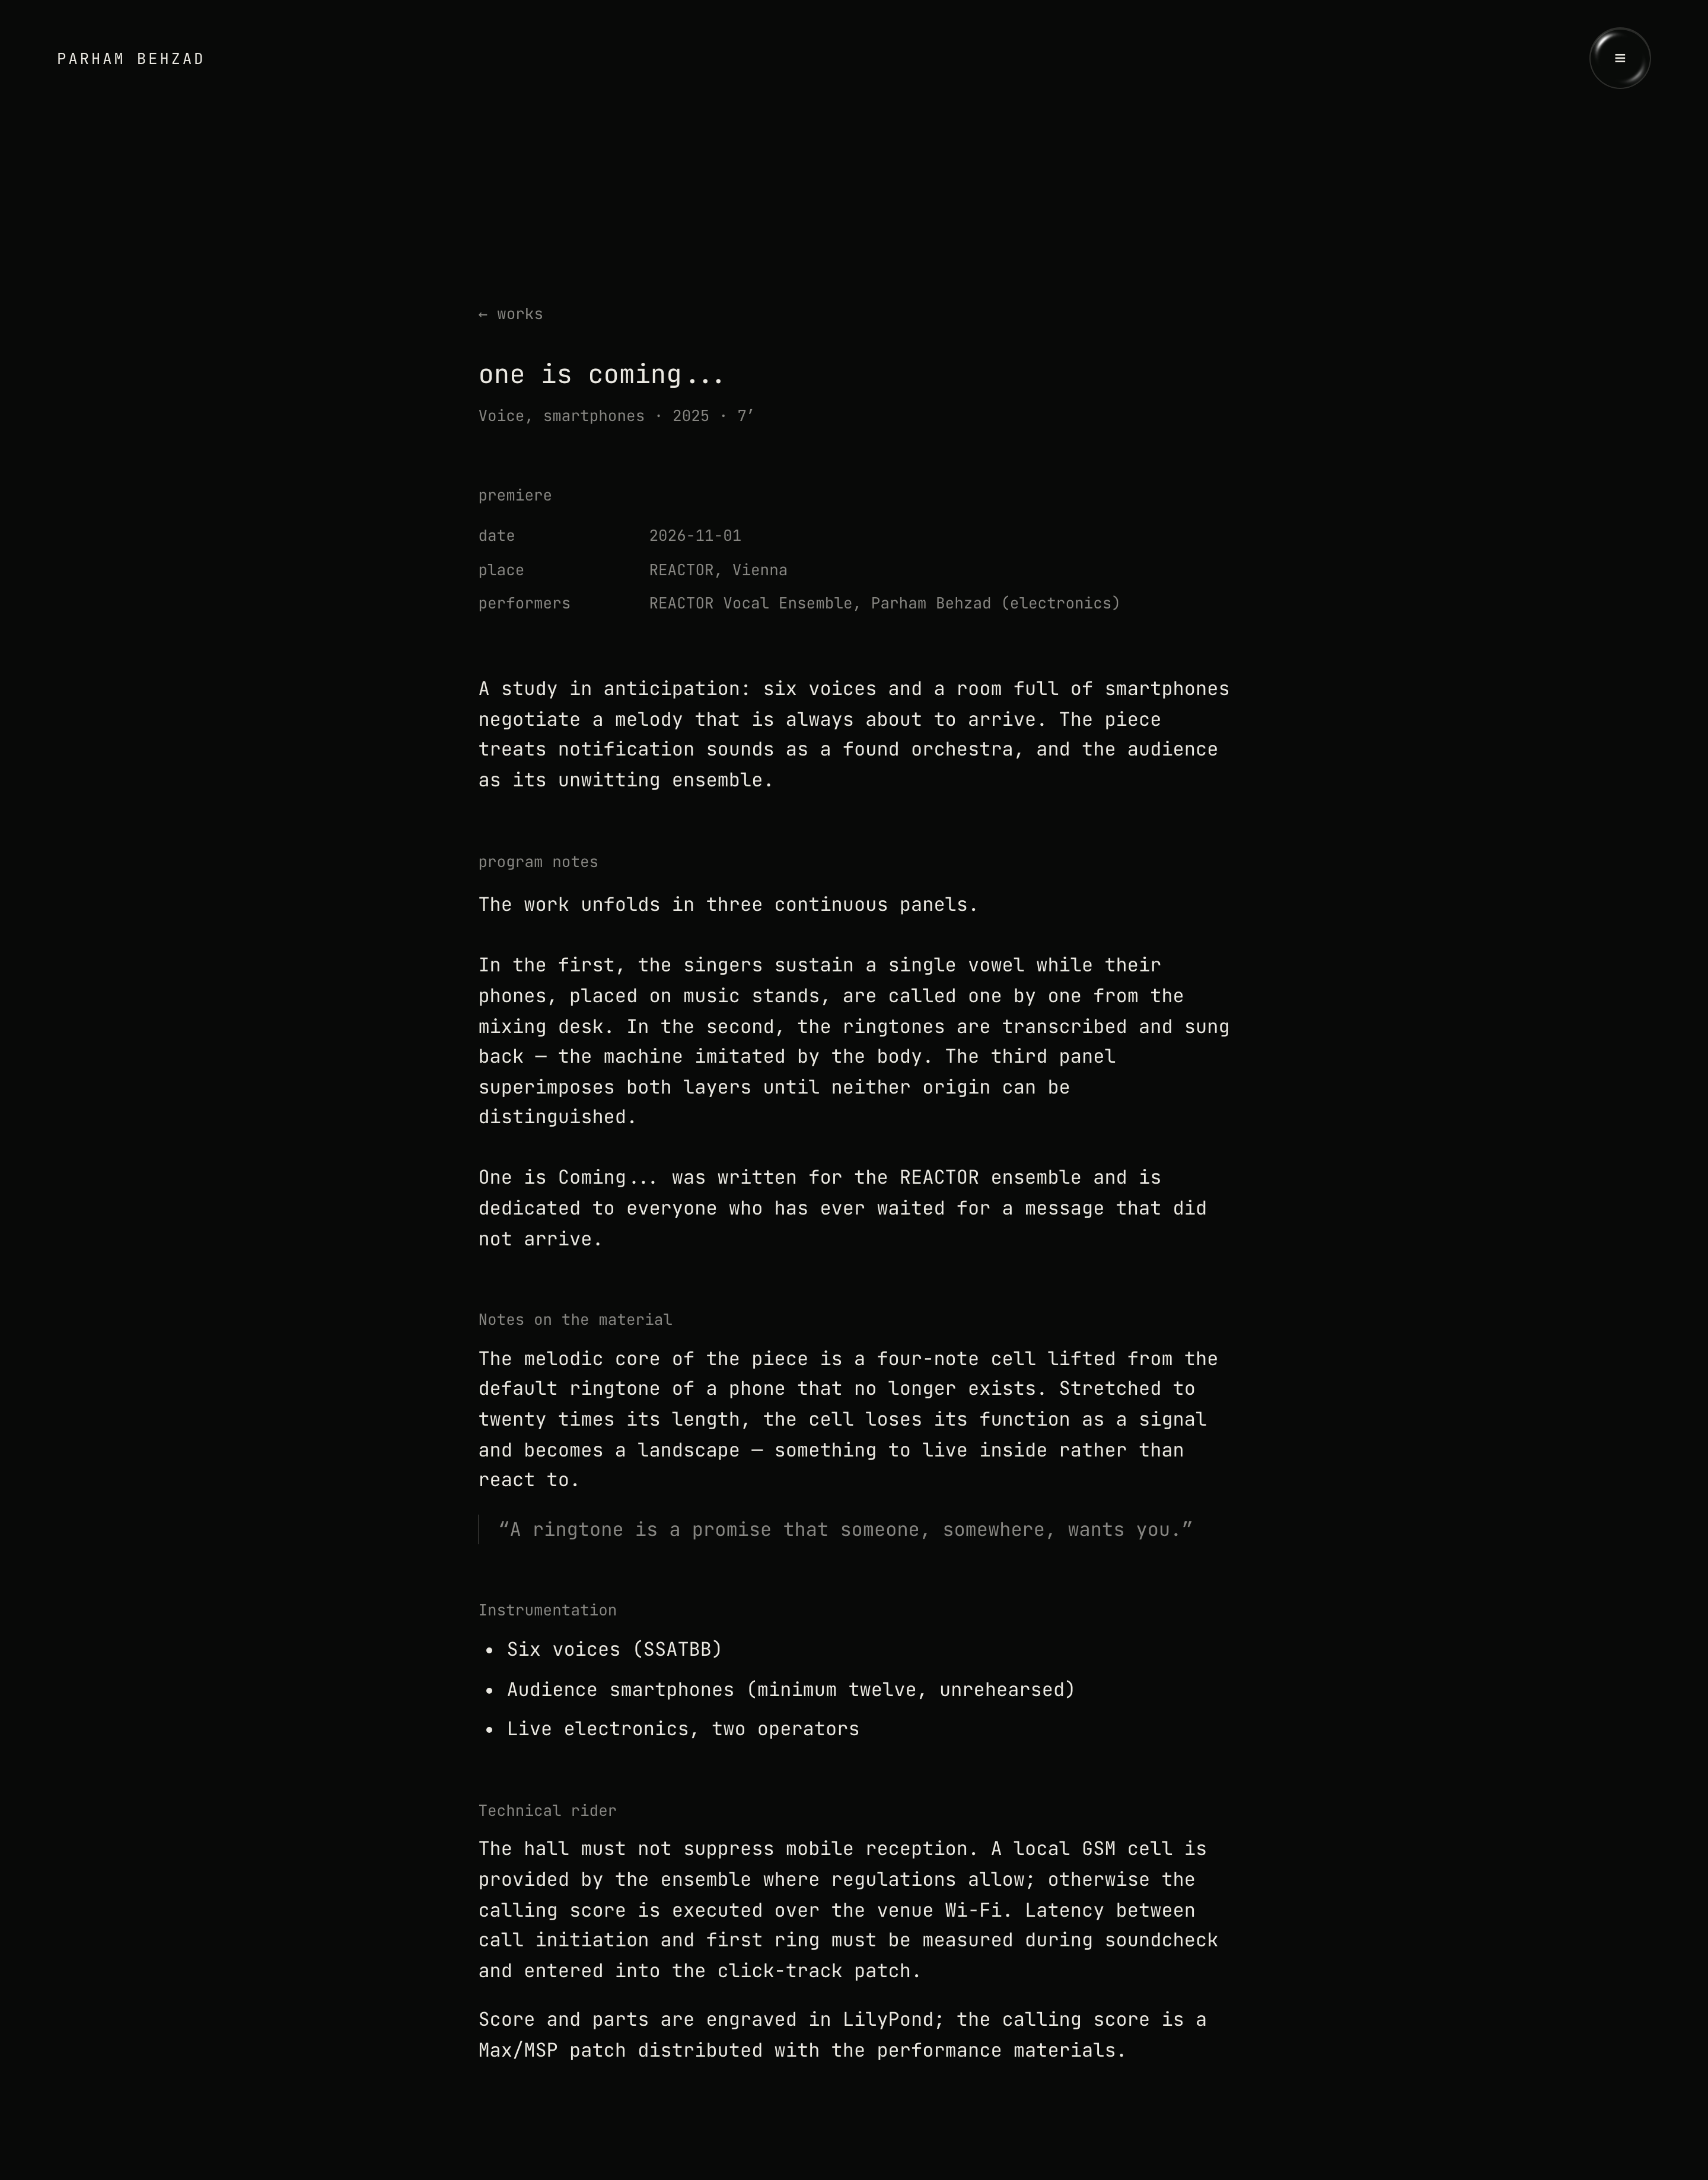 PARHAM BEHZAD
≡
← works
one is coming...
Voice, smartphones · 2025 · 7′
premiere
date 2026-11-01
place REACTOR, Vienna
performers REACTOR Vocal Ensemble, Parham Behzad (electronics)
A study in anticipation: six voices and a room full of smartphones
negotiate a melody that is always about to arrive. The piece
treats notification sounds as a found orchestra, and the audience
as its unwitting ensemble.
program notes
The work unfolds in three continuous panels.
In the first, the singers sustain a single vowel while their
phones, placed on music stands, are called one by one from the
mixing desk. In the second, the ringtones are transcribed and sung
back — the machine imitated by the body. The third panel
superimposes both layers until neither origin can be
distinguished.
One is Coming... was written for the REACTOR ensemble and is
dedicated to everyone who has ever waited for a message that did
not arrive.
Notes on the material
The melodic core of the piece is a four-note cell lifted from the
default ringtone of a phone that no longer exists. Stretched to
twenty times its length, the cell loses its function as a signal
and becomes a landscape — something to live inside rather than
react to.
“A ringtone is a promise that someone, somewhere, wants you.”
Instrumentation
• Six voices (SSATBB)
• Audience smartphones (minimum twelve, unrehearsed)
• Live electronics, two operators
Technical rider
The hall must not suppress mobile reception. A local GSM cell is
provided by the ensemble where regulations allow; otherwise the
calling score is executed over the venue Wi-Fi. Latency between
call initiation and first ring must be measured during soundcheck
and entered into the click-track patch.
Score and parts are engraved in LilyPond; the calling score is a
Max/MSP patch distributed with the performance materials.